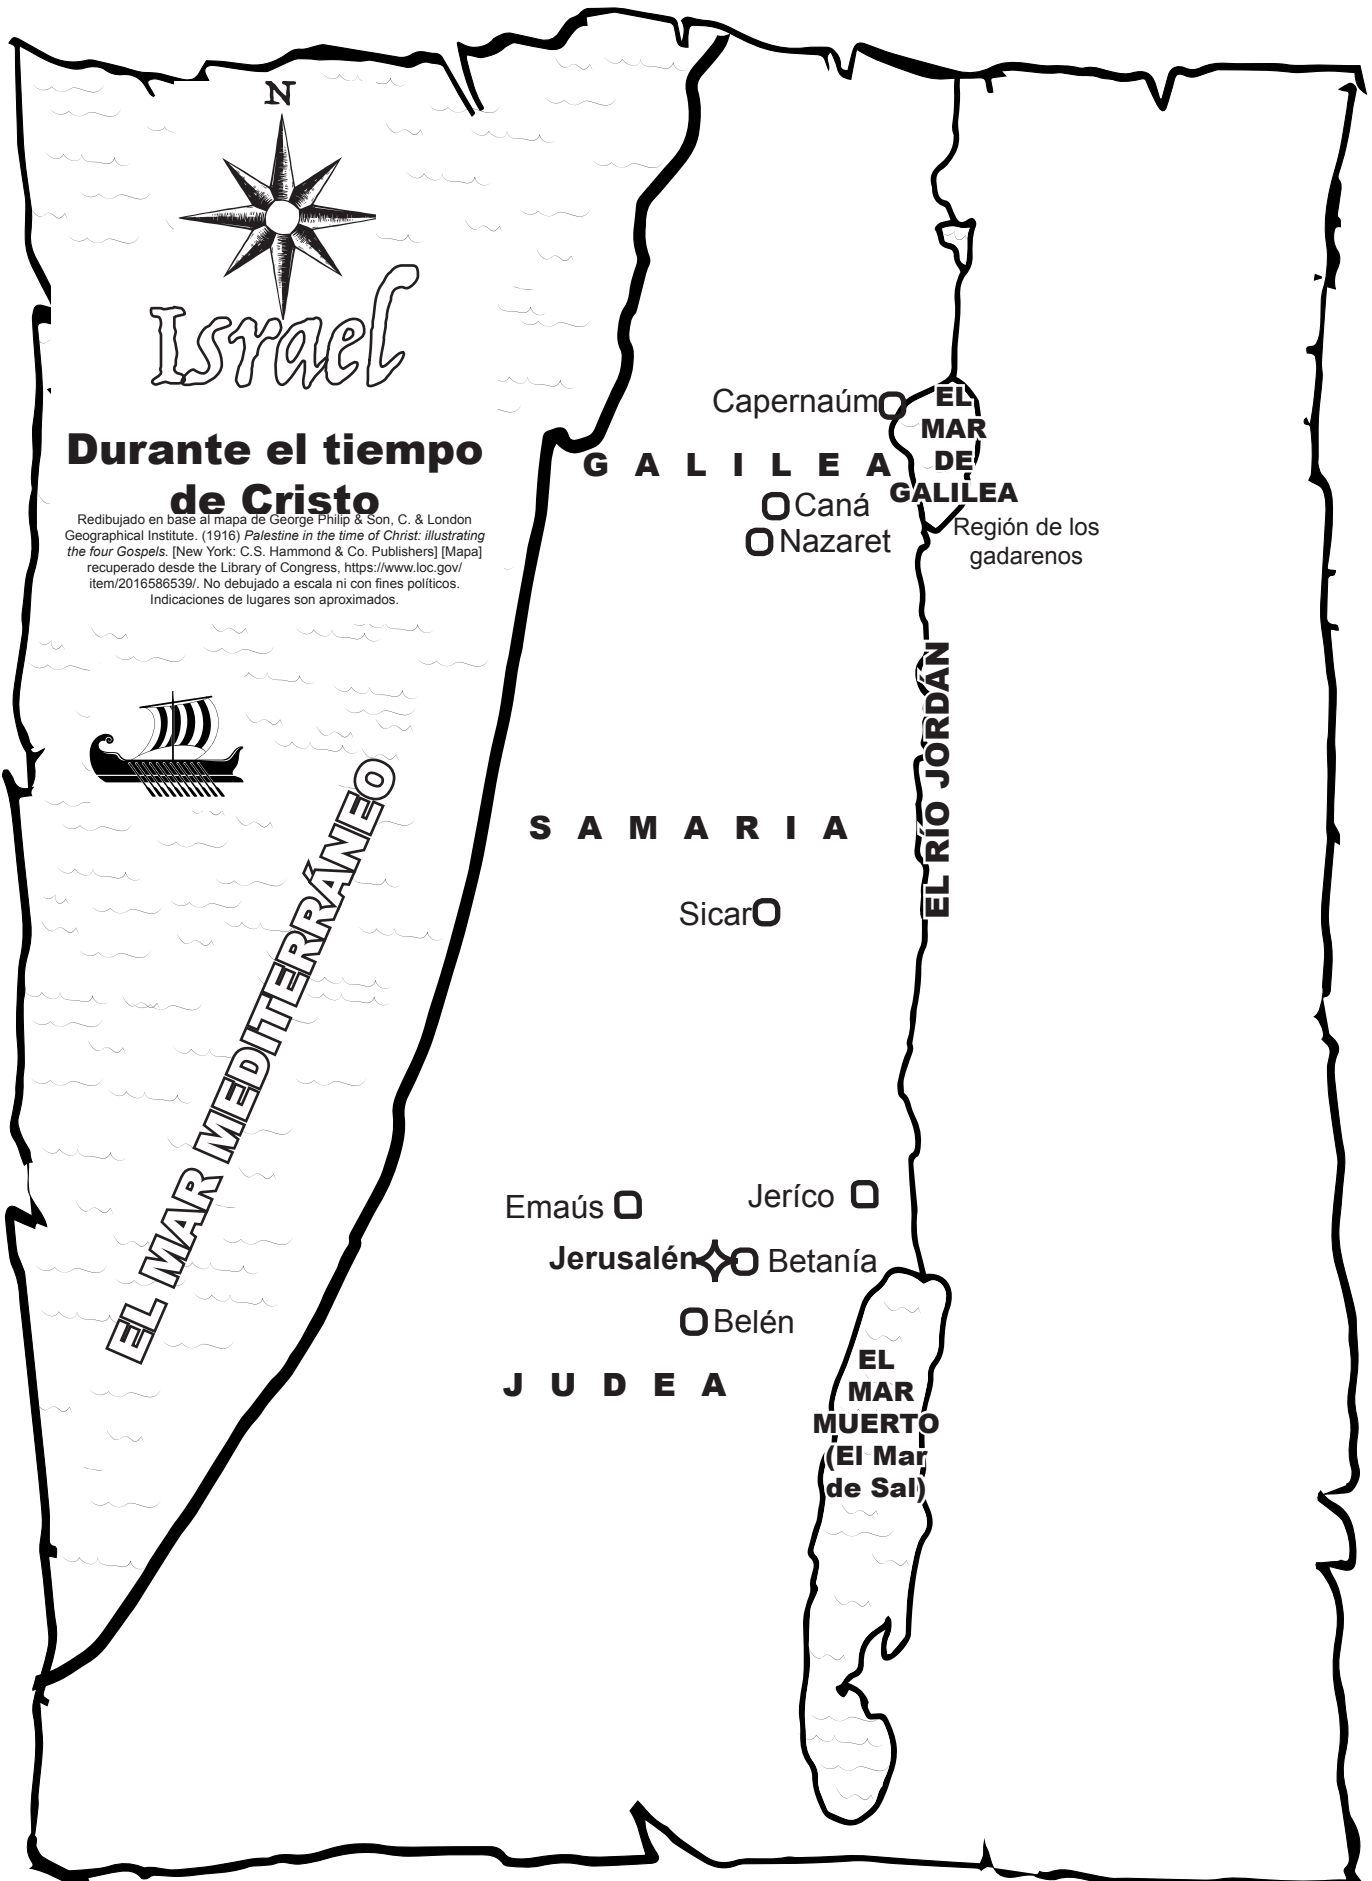 N
Israel
Durante el tiempo
de Cristo
Redibujado en base al mapa de George Philip & Son, C. & London
Geographical Institute. (1916) Palestine in the time of Christ: illustrating
the four Gospels. [New York: C.S. Hammond & Co. Publishers] [Mapa]
recuperado desde the Library of Congress, https://www.loc.gov/
item/2016586539/. No debujado a escala ni con fines políticos.
Indicaciones de lugares son aproximados.
Capernaúm
EL
MAR
DE
GALILEA
GALILEA
Caná
Nazaret
Región de los
gadarenos
EL RÍO JORDÁN
EL MAR MEDITERRÁNEO
SAMARIA
Sicar
Emaús
Jeríco
Jerusalén
Betanía
Belén
JUDEA
EL
MAR
MUERTO
(El Mar
de Sal)